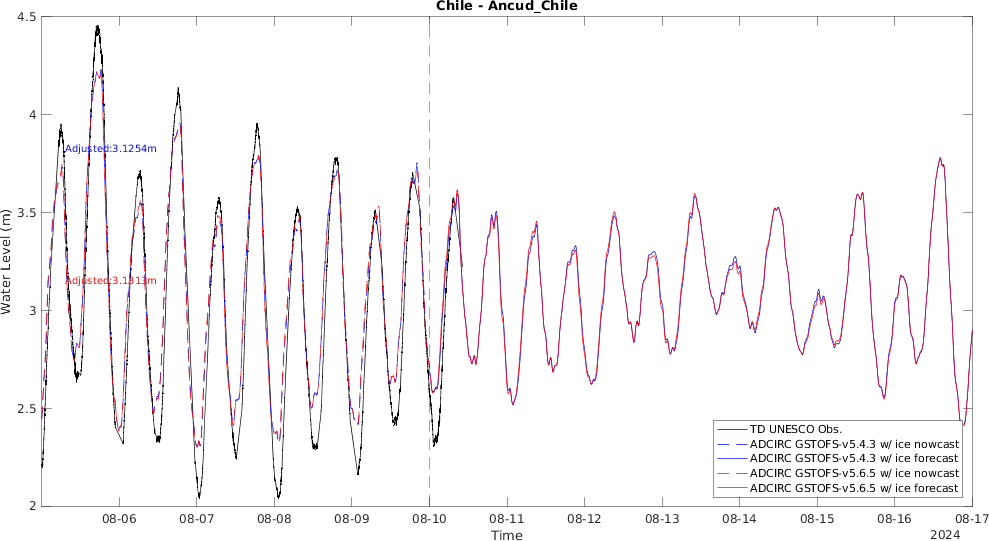 Chile - Ancud_Chile
4.5
4
3.5
3
2.5
2
Water Level (m)
Adjusted:3.1254m
Adjusted:3.1313m
TD UNESCO Obs.
ADCIRC GSTOFS-v5.4.3 w/ ice nowcast
ADCIRC GSTOFS-v5.4.3 w/ ice forecast
ADCIRC GSTOFS-v5.6.5 w/ ice nowcast
ADCIRC GSTOFS-v5.6.5 w/ ice forecast
08-06 08-07 08-08 08-09 08-10 08-11 08-12 08-13 08-14 08-15 08-16 08-17
Time
2024